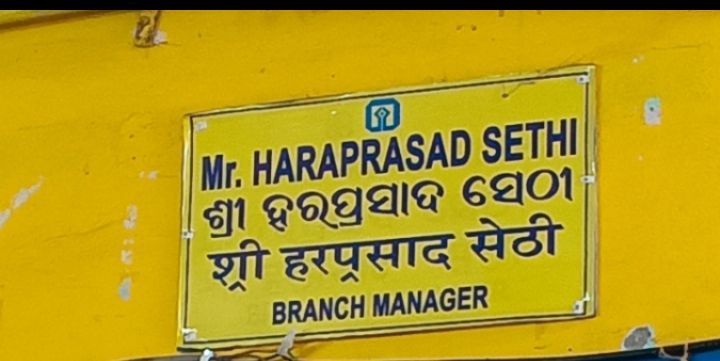 Mr. HARAPRASAD SETHI
ଶ୍ରୀ ହରପ୍ରସାଦ ସେଠୀ
श्री हरप्रसाद सेठी
BRANCH MANAGER